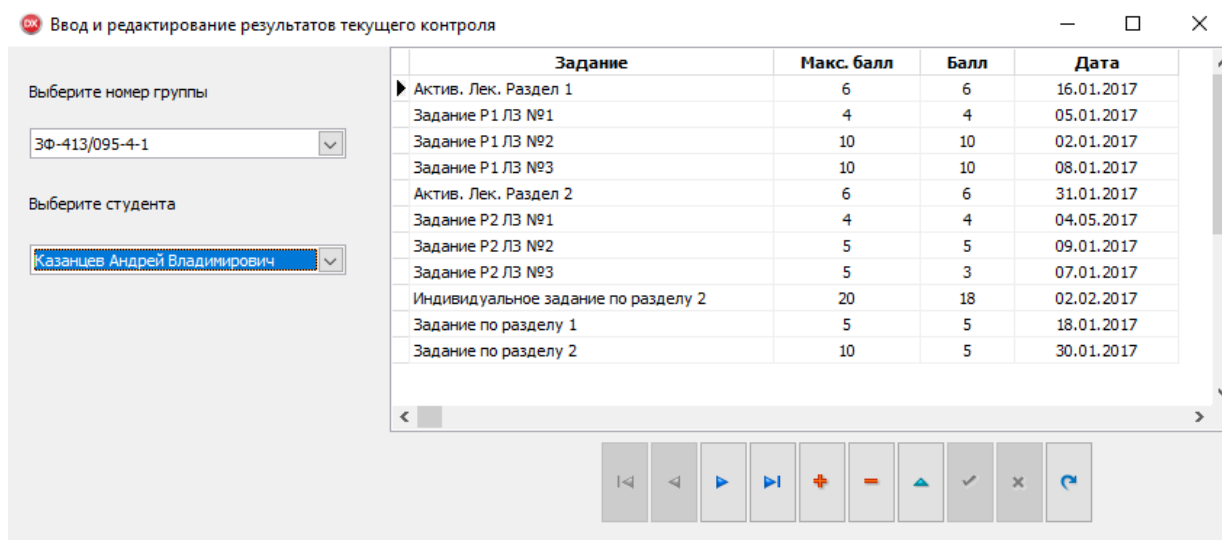 Ввод и редактирование результатов текущего контроля
Выберите номер группы
ЗФ-413/095-4-1
Выберите студента
Казанцев Андрей Владимирович
Задание Макс. балл Балл Дата
Актив. Лек. Раздел 1 6 6 16.01.2017
Задание Р1 ЛЗ №1 4 4 05.01.2017
Задание Р1 ЛЗ №2 10 10 02.01.2017
Задание Р1 ЛЗ №3 10 10 08.01.2017
Актив. Лек. Раздел 2 6 6 31.01.2017
Задание Р2 ЛЗ №1 4 4 04.05.2017
Задание Р2 ЛЗ №2 5 5 09.01.2017
Задание Р2 ЛЗ №3 5 3 07.01.2017
Индивидуальное задание по разделу 2 20 18 02.02.2017
Задание по разделу 1 5 5 18.01.2017
Задание по разделу 2 10 5 30.01.2017